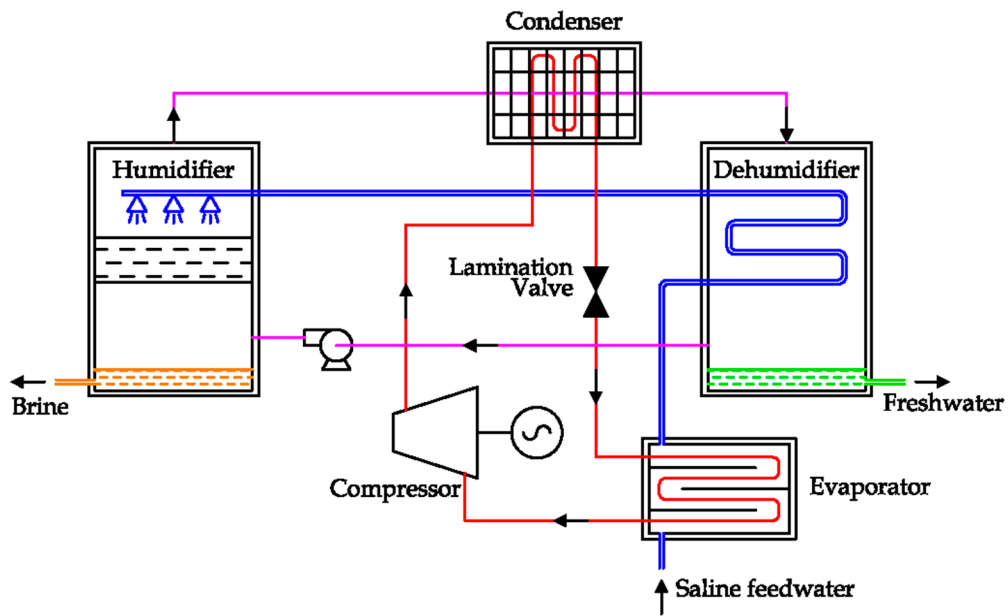 Condenser
Humidifier
Dehumidifier
Lamination
Valve
Brine
Freshwater
Compressor
Evaporator
Saline feedwater